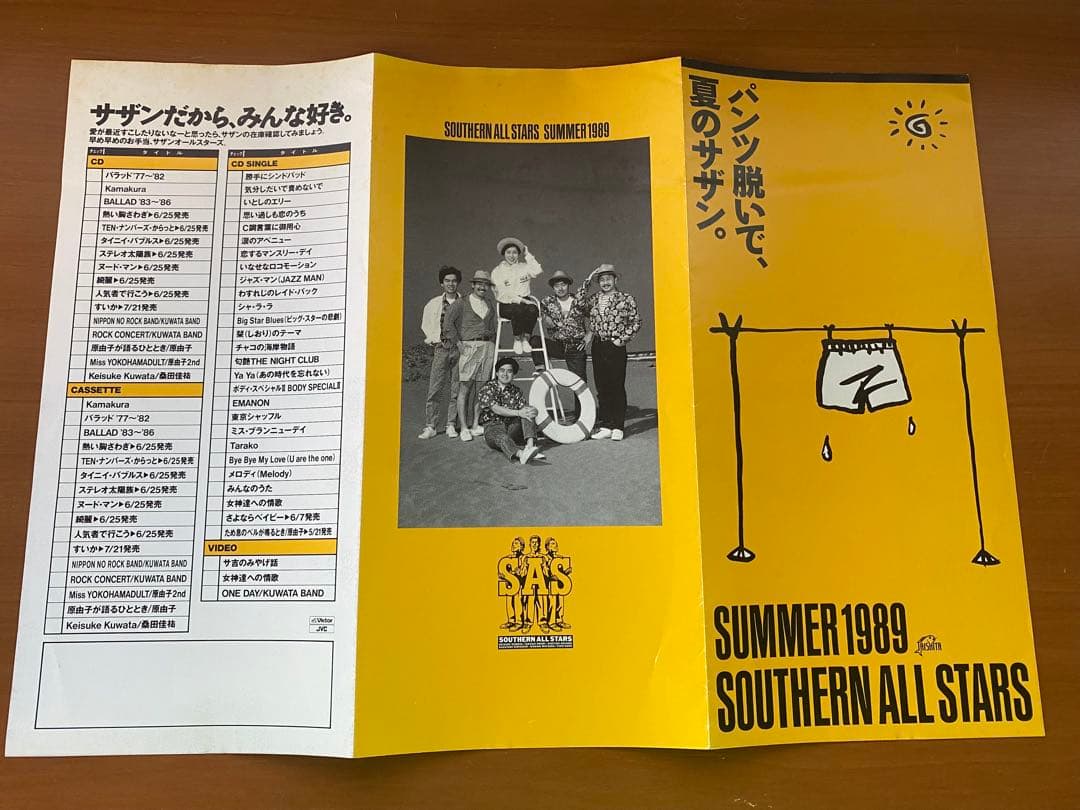 サザンだから、みんな好き。
愛が最近すこしたりないなーと思ったら、サザンの在庫確認してみましょう。
早め早めのお手当、サザンオールスターズ。
チェック タイトル
CD
バラッド'77〜'82
Kamakura
BALLAD '83〜'86
熱い胸さわぎ▶6/25発売
TEN・ナンバーズ・からっと▶6/25発売
タイニイ・バブルス▶6/25発売
ステレオ太陽族▶6/25発売
ヌード・マン▶6/25発売
綺麗▶6/25発売
人気者で行こう▶6/25発売
すいか▶7/21発売
NIPPON NO ROCK BAND/KUWATA BAND
ROCK CONCERT/KUWATA BAND
原由子が語るひととき/原由子
Miss YOKOHAMADULT/原由子2nd
Keisuke Kuwata/桑田佳祐
CASSETTE
Kamakura
バラッド'77〜'82
BALLAD '83〜'86
熱い胸さわぎ▶6/25発売
TEN・ナンバーズ・からっと▶6/25発売
タイニイ・バブルス▶6/25発売
ステレオ太陽族▶6/25発売
ヌード・マン▶6/25発売
綺麗▶6/25発売
人気者で行こう▶6/25発売
すいか▶7/21発売
NIPPON NO ROCK BAND/KUWATA BAND
ROCK CONCERT/KUWATA BAND
Miss YOKOHAMADULT/原由子2nd
原由子が語るひととき/原由子
Keisuke Kuwata/桑田佳祐
チェック タイトル
CD SINGLE
勝手にシンドバッド
気分しだいで責めないで
いとしのエリー
思い過しも恋のうち
C調言葉に御用心
涙のアベニュー
恋するマンスリー・デイ
いなせなロコモーション
ジャズ・マン(JAZZ MAN)
わすれじのレイド・バック
シャ・ラ・ラ
Big Star Blues(ビッグ・スターの悲劇)
栞(しおり)のテーマ
チャコの海岸物語
匂艶THE NIGHT CLUB
Ya Ya(あの時代を忘れない)
ボディ・スペシャルII BODY SPECIALII
EMANON
東京シャッフル
ミス・ブランニューデイ
Tarako
Bye Bye My Love(U are the one)
メロディ(Melody)
みんなのうた
女神達への情歌
さよならベイビー▶6/7発売
ため息のベルが鳴るとき/原由子▶5/21発売
VIDEO
サ吉のみやげ話
女神達への情歌
ONE DAY/KUWATA BAND
Victor
JVC
SOUTHERN ALL STARS SUMMER 1989
SAS
SOUTHERN ALL STARS
パンツ脱いで、
夏のサザン。
SUMMER 1989
TAISHITA
SOUTHERN ALL STARS